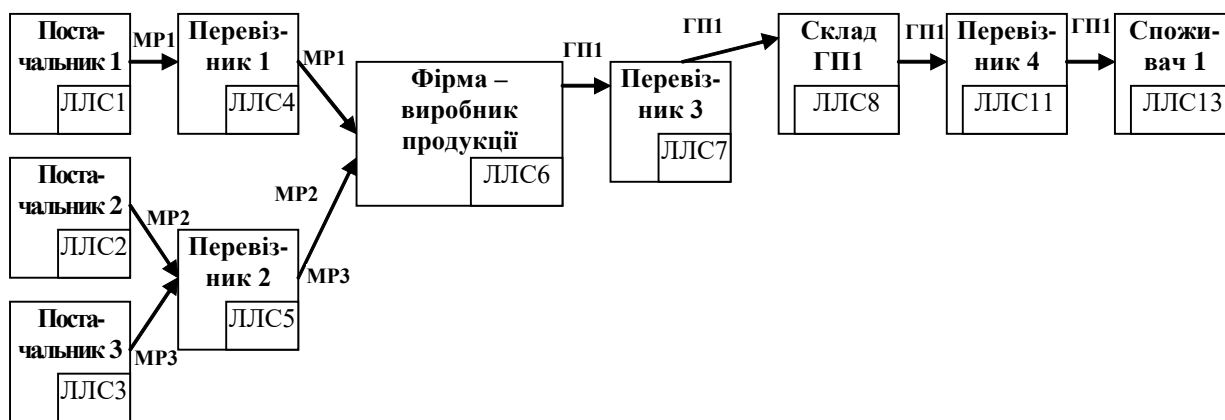 Поста-
чальник 1
ЛЛС1
МР1
Перевіз-
ник 1
ЛЛС4
МР1
Фірма –
виробник
продукції
ЛЛС6
ГП1
Перевіз-
ник 3
ЛЛС7
ГП1
Склад
ГП1
ЛЛС8
ГП1
Перевіз-
ник 4
ЛЛС11
ГП1
Спожи-
вач 1
ЛЛС13
Поста-
чальник 2
ЛЛС2
МР2
Перевіз-
ник 2
ЛЛС5
МР2
МР3
Поста-
чальник 3
ЛЛС3
МР3